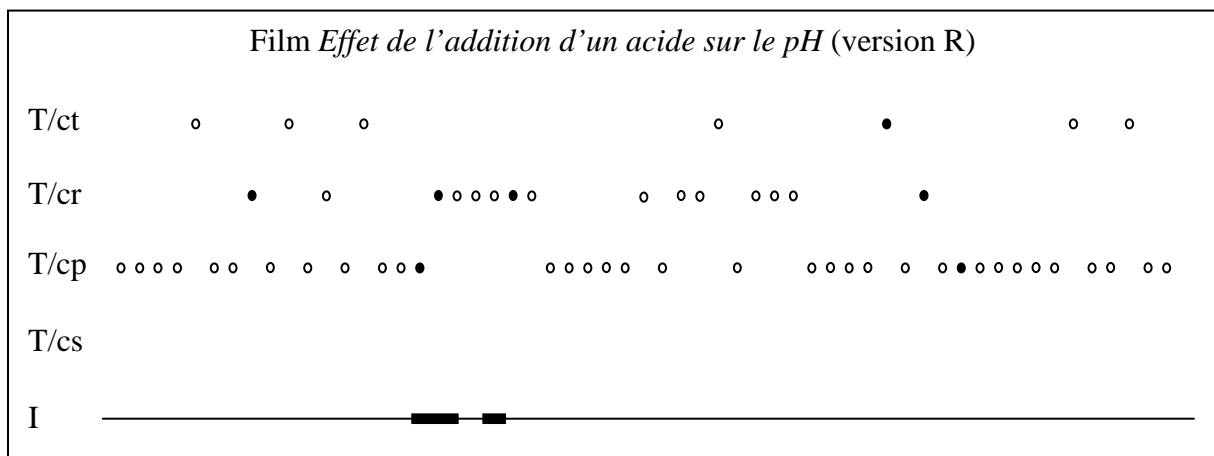 Film Effet de l’addition d’un acide sur le pH (version R)
T/ct
T/cr
T/cp
T/cs
I